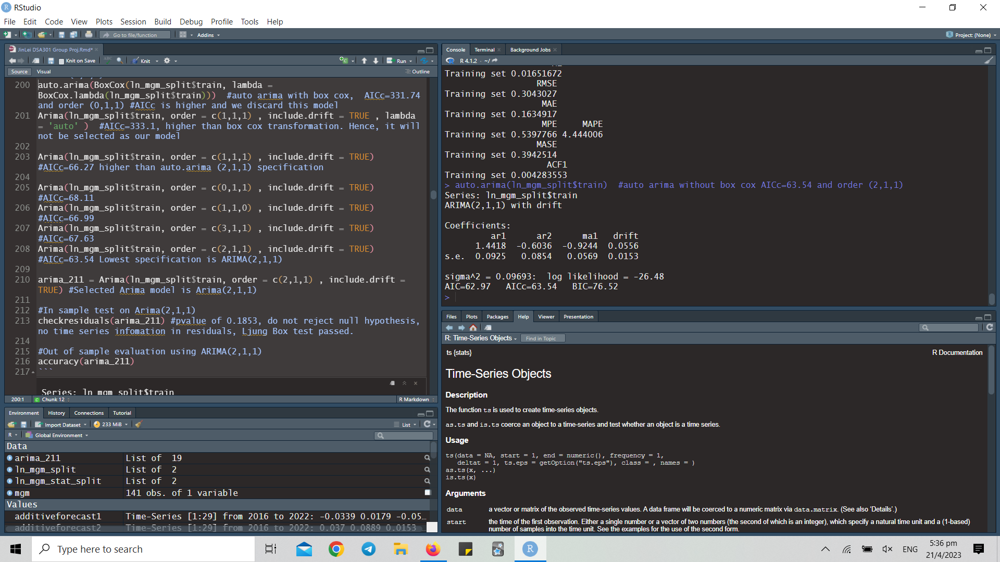 RStudio
File Edit Code View Plots Session Build Debug Profile Tools Help
Go to file/function Addins Project: (None)
JinLei DSA301 Group Proj.Rmd*
Knit on Save ABC Knit Run
Source Visual Outline
200 auto.arima(BoxCox(ln_mgm_split$train, lambda =
BoxCox.lambda(ln_mgm_split$train))) #auto arima with box cox, AICc=331.74
and order (0,1,1) #AICc is higher and we discard this model
201 Arima(ln_mgm_split$train, order = c(1,1,1) , include.drift = TRUE , lambda
= 'auto' ) #AICc=333.1, higher than box cox transformation. Hence, it will
not be selected as our model
202
203 Arima(ln_mgm_split$train, order = c(1,1,1) , include.drift = TRUE)
#AICc=66.27 higher than auto.arima (2,1,1) specification
204
205 Arima(ln_mgm_split$train, order = c(0,1,1) , include.drift = TRUE)
#AICc=68.11
206 Arima(ln_mgm_split$train, order = c(1,1,0) , include.drift = TRUE)
#AICc=66.99
207 Arima(ln_mgm_split$train, order = c(3,1,1) , include.drift = TRUE)
#AICc=67.63
208 Arima(ln_mgm_split$train, order = c(2,1,1) , include.drift = TRUE)
#AICc=63.54 Lowest specification is ARIMA(2,1,1)
209
210 arima_211 = Arima(ln_mgm_split$train, order = c(2,1,1) , include.drift =
TRUE) #Selected Arima model is Arima(2,1,1)
211
212 #In sample test on Arima(2,1,1)
213 checkresiduals(arima_211) #pvalue of 0.1853, do not reject null hypothesis,
no time series infomation in residuals, Ljung Box test passed.
214
215 #Out of sample evaluation using ARIMA(2,1,1)
216 accuracy(arima_211)
217 ```
Series: ln_mgm_split$train
200:1 Chunk 12 R Markdown
Environment History Connections Tutorial
Import Dataset 233 MiB List
R Global Environment
Data
arima_211 List of 19
ln_mgm_split List of 2
ln_mgm_stat_split List of 2
mgm 141 obs. of 1 variable
Values
additiveforecast1 Time-Series [1:29] from 2016 to 2022: -0.0339 0.0179 -0.05…
additiveforecast2 Time-Series [1:29] from 2016 to 2022: 0.037 0.0889 0.0153
Console Terminal Background Jobs
R 4.1.2 · ~/
Training set 0.01651672
RMSE
Training set 0.3043027
MAE
Training set 0.1634917
MPE MAPE
Training set 0.5397766 4.444006
MASE
Training set 0.3942514
ACF1
Training set 0.004283553
> auto.arima(ln_mgm_split$train) #auto arima without box cox AICc=63.54 and order (2,1,1)
Series: ln_mgm_split$train
ARIMA(2,1,1) with drift
Coefficients:
ar1 ar2 ma1 drift
1.4418 -0.6036 -0.9244 0.0556
s.e. 0.0925 0.0854 0.0569 0.0153
sigma^2 = 0.09693: log likelihood = -26.48
AIC=62.97 AICc=63.54 BIC=76.52
>
Files Plots Packages Help Viewer Presentation
R: Time-Series Objects Find in Topic
ts {stats} R Documentation
Time-Series Objects
Description
The function ts is used to create time-series objects.
as.ts and is.ts coerce an object to a time-series and test whether an object is a time series.
Usage
ts(data = NA, start = 1, end = numeric(), frequency = 1,
deltat = 1, ts.eps = getOption("ts.eps"), class = , names = )
as.ts(x, ...)
is.ts(x)
Arguments
data a vector or matrix of the observed time-series values. A data frame will be coerced to a numeric matrix via data.matrix. (See also ‘Details’.)
start the time of the first observation. Either a single number or a vector of two numbers (the second of which is an integer), which specify a natural time unit and a (1-based)
number of samples into the time unit. See the examples for the use of the second form.
Type here to search
ENG
5:36 pm
21/4/2023